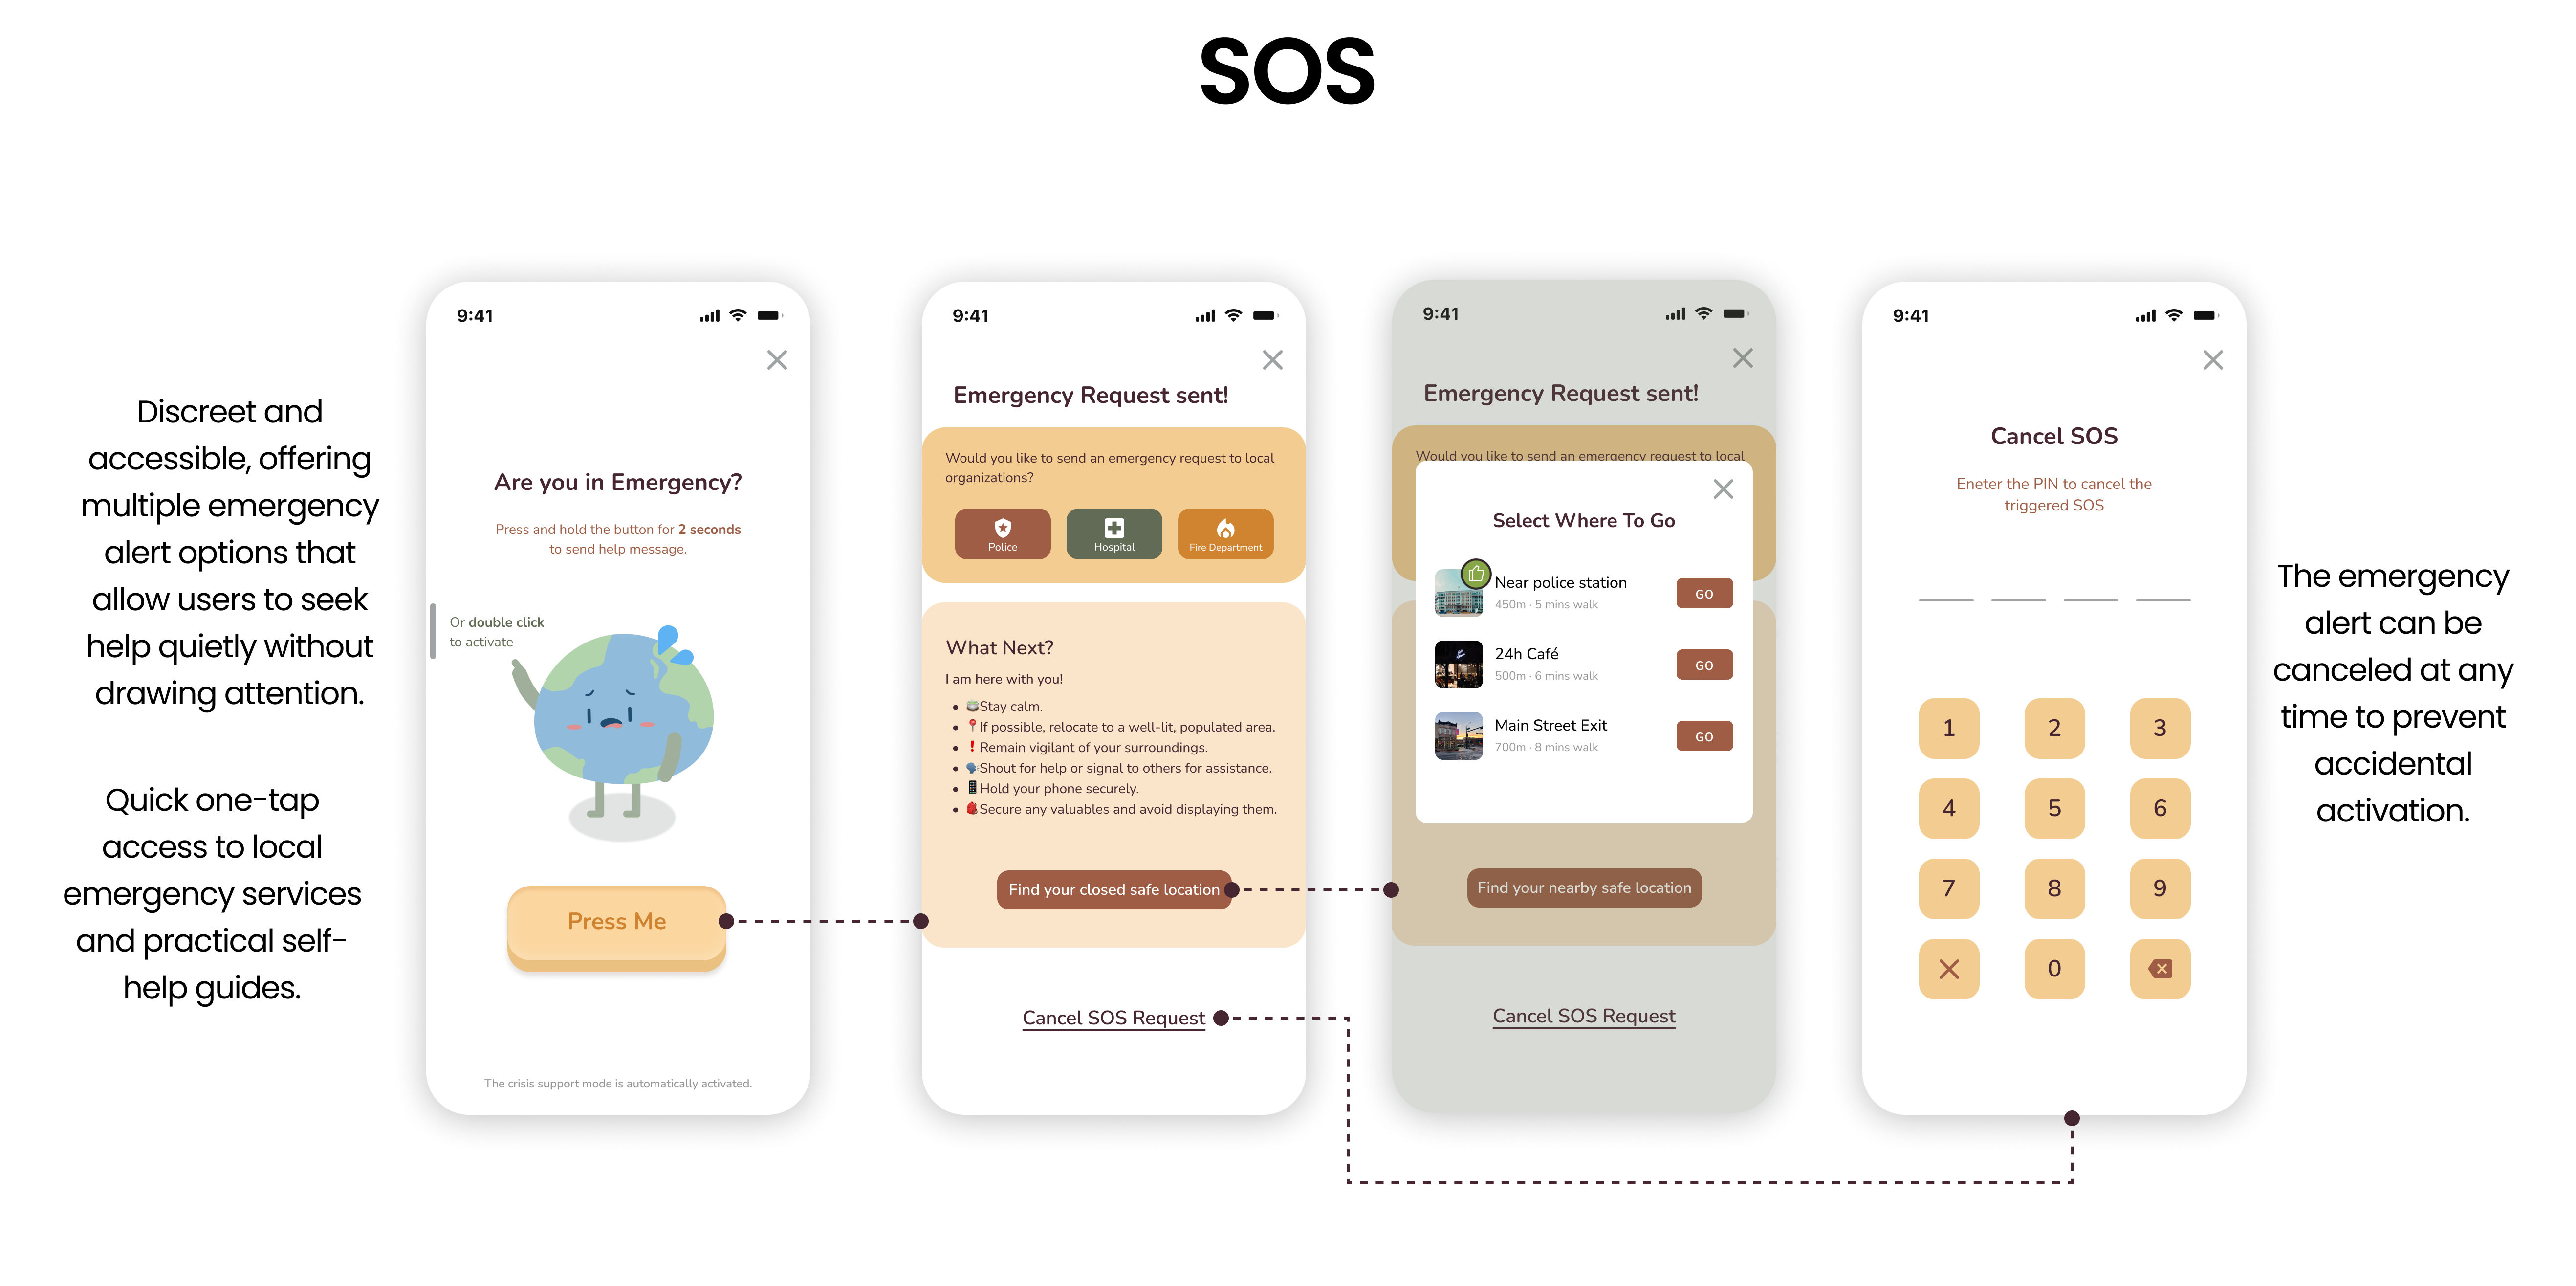 SOS
Discreet and
accessible, offering
multiple emergency
alert options that
allow users to seek
help quietly without
drawing attention.
Quick one-tap
access to local
emergency services
and practical self-
help guides.
9:41
Are you in Emergency?
Press and hold the button for 2 seconds
to send help message.
Or double click
to activate
Press Me
The crisis support mode is automatically activated.
9:41
Emergency Request sent!
Would you like to send an emergency request to local
organizations?
Police
Hospital
Fire Department
What Next?
I am here with you!
Stay calm.
If possible, relocate to a well-lit, populated area.
Remain vigilant of your surroundings.
Shout for help or signal to others for assistance.
Hold your phone securely.
Secure any valuables and avoid displaying them.
Find your closed safe location
Cancel SOS Request
9:41
Emergency Request sent!
Would you like to send an emergency request to local
Select Where To Go
Near police station
450m · 5 mins walk
GO
24h Café
500m · 6 mins walk
GO
Main Street Exit
700m · 8 mins walk
GO
Find your nearby safe location
Cancel SOS Request
9:41
Cancel SOS
Eneter the PIN to cancel the
triggered SOS
1 2 3
4 5 6
7 8 9
0
The emergency
alert can be
canceled at any
time to prevent
accidental
activation.